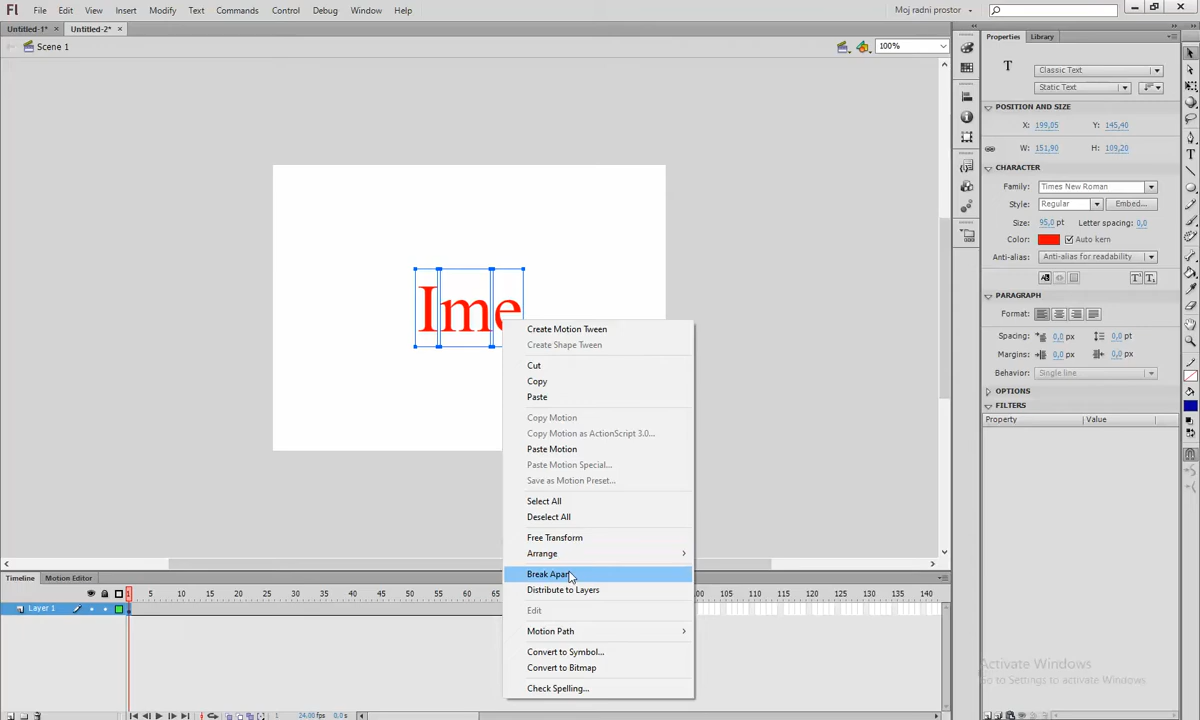 Fl File Edit View Insert Modify Text Commands Control Debug Window Help Moj radni prostor
Untitled-1* × Untitled-2* ×
Scene 1 100%
Ime
Create Motion Tween
Create Shape Tween
Cut
Copy
Paste
Copy Motion
Copy Motion as ActionScript 3.0...
Paste Motion
Paste Motion Special...
Save as Motion Preset...
Select All
Deselect All
Free Transform
Arrange
Break Apart
Distribute to Layers
Edit
Motion Path
Convert to Symbol...
Convert to Bitmap
Check Spelling...
Properties Library
T Classic Text
Static Text
POSITION AND SIZE
X: 199,05 Y: 145,40
W: 151,90 H: 109,20
CHARACTER
Family: Times New Roman
Style: Regular Embed...
Size: 95,0 pt Letter spacing: 0,0
Color: Auto kern
Anti-alias: Anti-alias for readability
PARAGRAPH
Format:
Spacing: 0,0 px 0,0 pt
Margins: 0,0 px 0,0 px
Behavior: Single line
OPTIONS
FILTERS
Property Value
Timeline Motion Editor
1 5 10 15 20 25 30 35 40 45 50 55 60 65 100 105 110 115 120 125 130 135 140
Layer 1
1 24.00 fps 0.0 s
Activate Windows
Go to Settings to activate Windows.